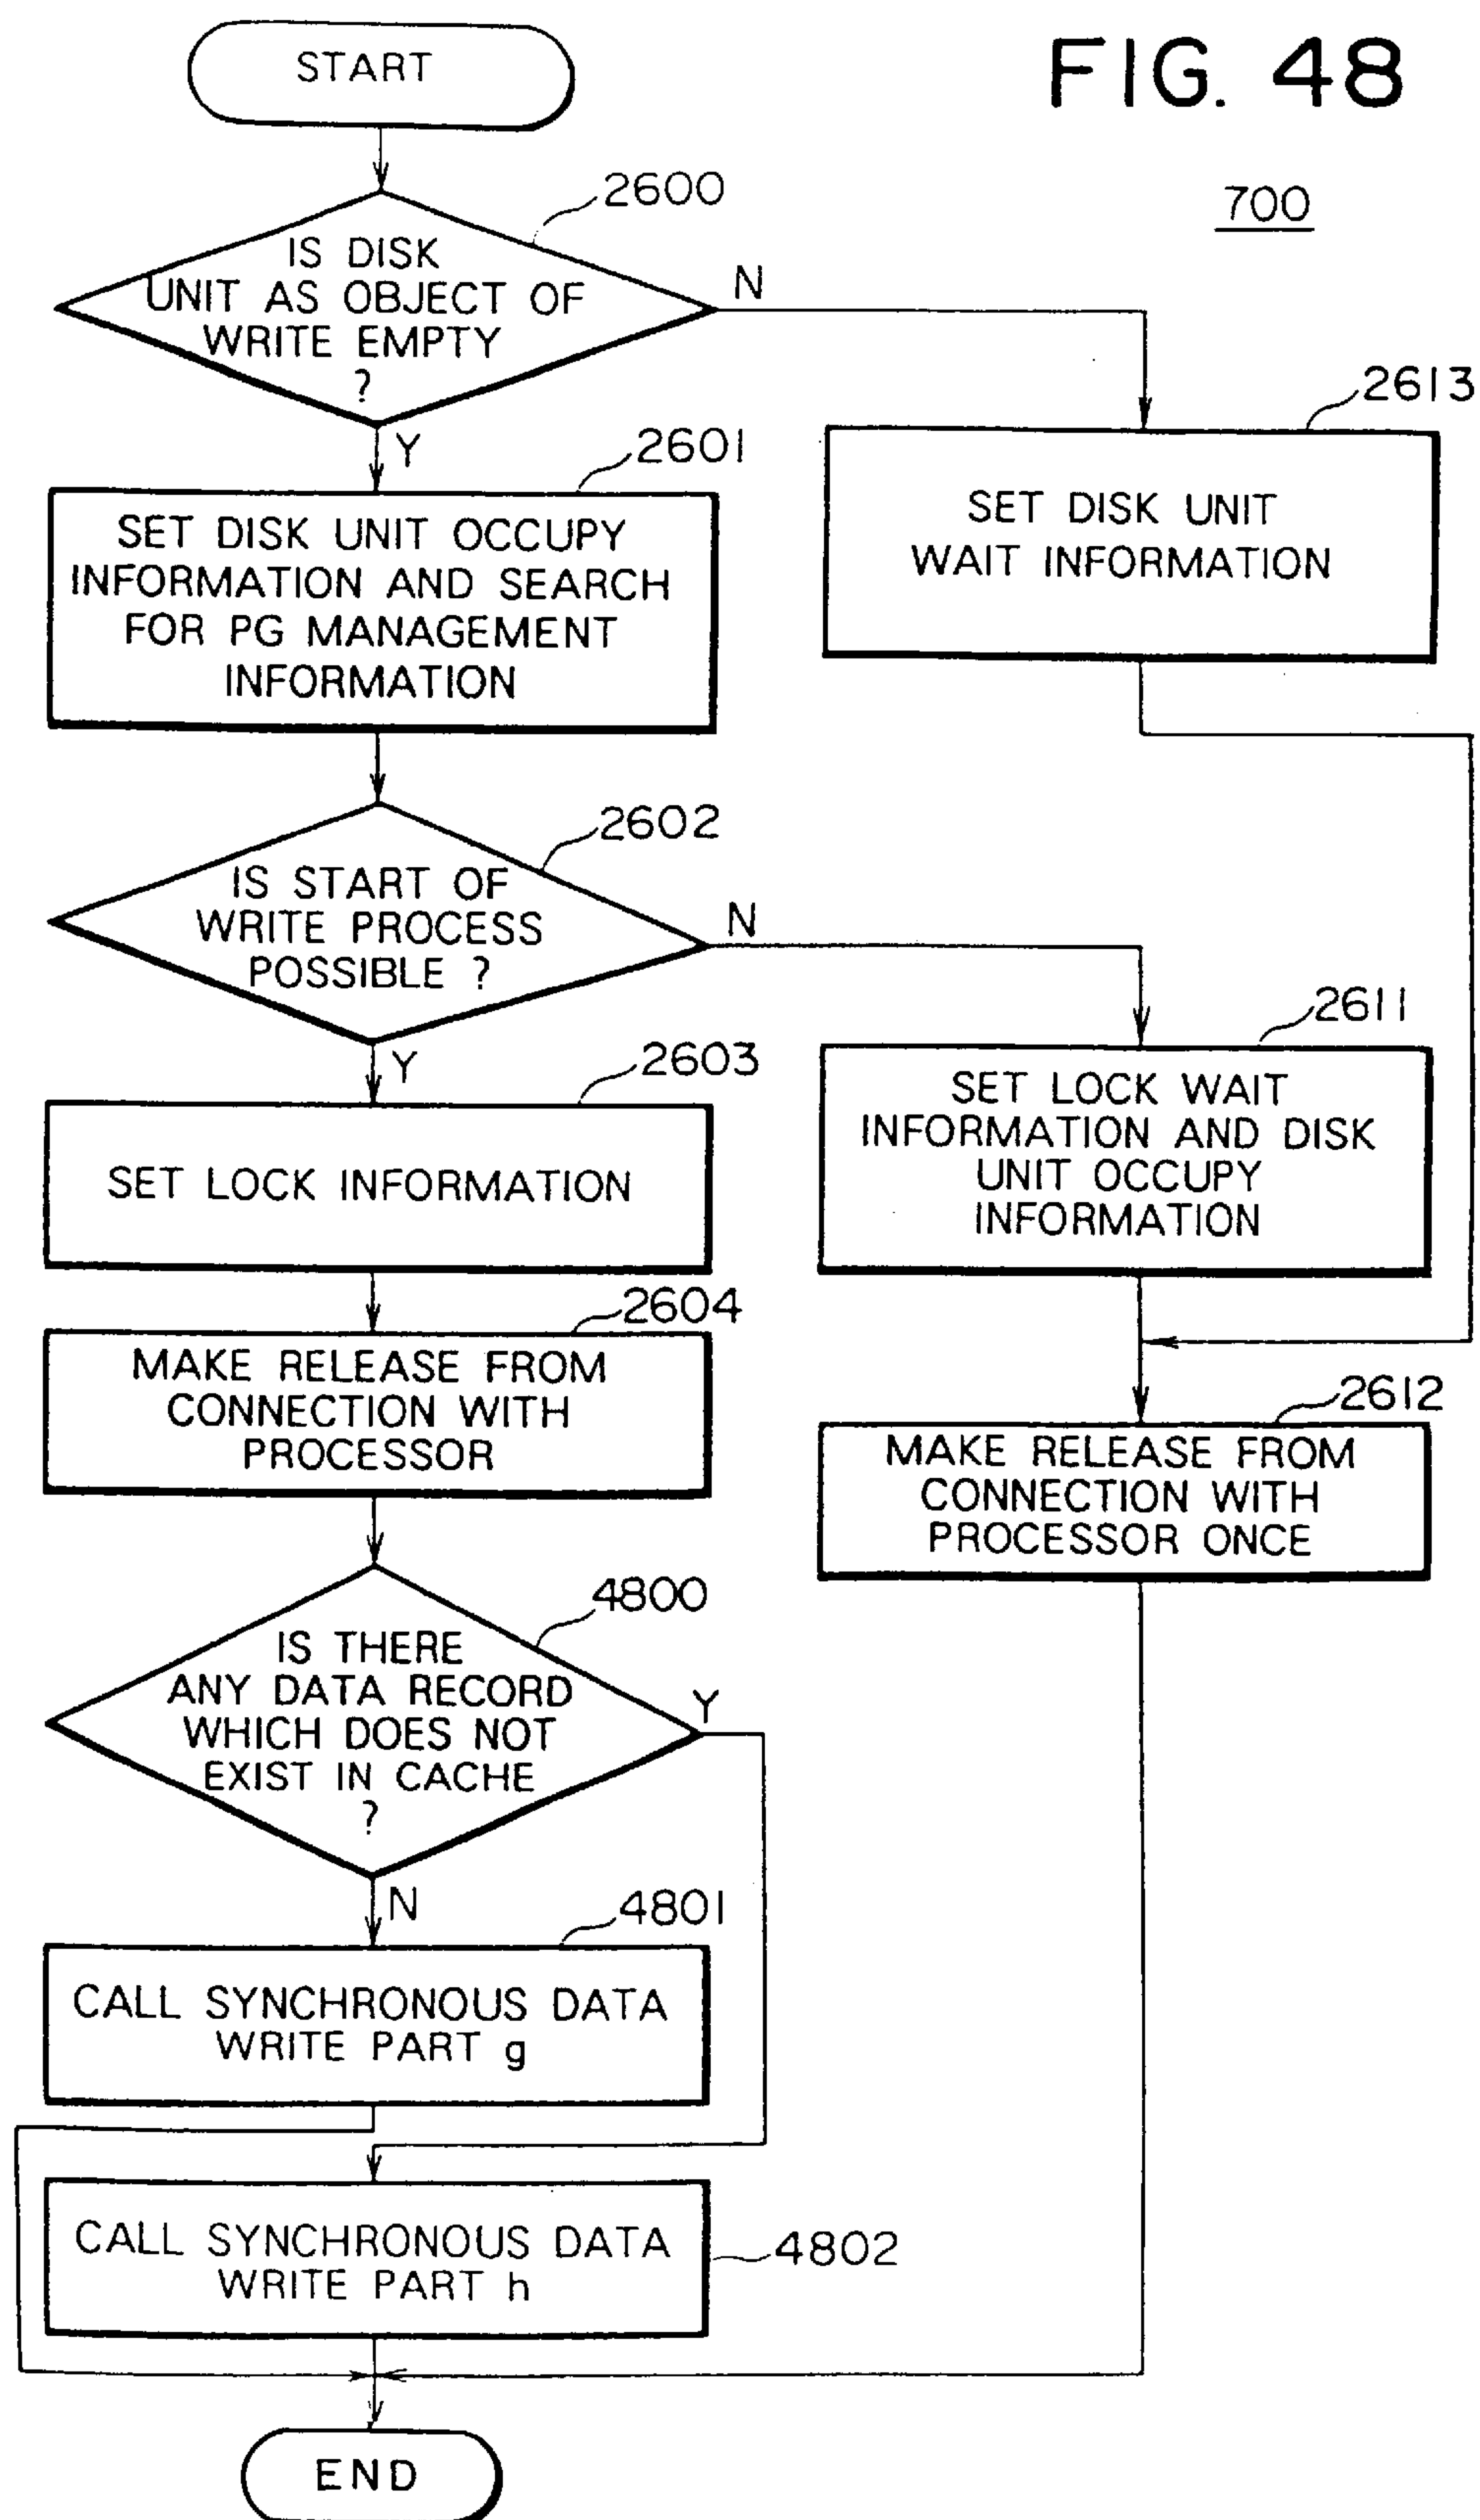 START
FIG. 48
700
2600
IS DISK
UNIT AS OBJECT OF
WRITE EMPTY
?
N
Y
2613
SET DISK UNIT
WAIT INFORMATION
2601
SET DISK UNIT OCCUPY
INFORMATION AND SEARCH
FOR PG MANAGEMENT
INFORMATION
2602
IS START OF
WRITE PROCESS
POSSIBLE ?
N
Y
2611
SET LOCK WAIT
INFORMATION AND DISK
UNIT OCCUPY
INFORMATION
2603
SET LOCK INFORMATION
2604
MAKE RELEASE FROM
CONNECTION WITH
PROCESSOR
2612
MAKE RELEASE FROM
CONNECTION WITH
PROCESSOR ONCE
4800
IS THERE
ANY DATA RECORD
WHICH DOES NOT
EXIST IN CACHE
?
Y
N
4801
CALL SYNCHRONOUS DATA
WRITE PART g
CALL SYNCHRONOUS DATA
WRITE PART h
4802
END